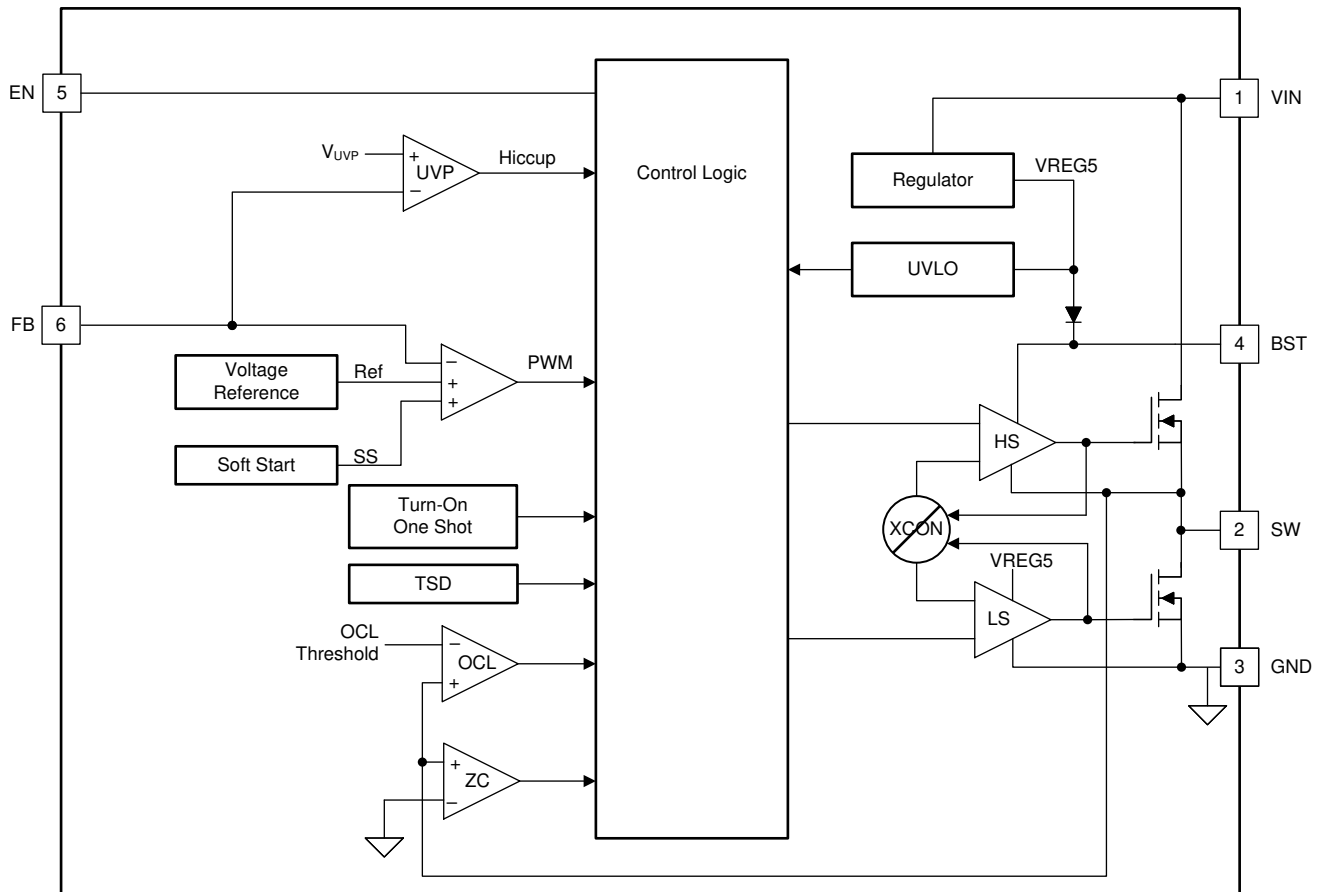 EN 5
1 VIN
V_UVP + UVP −
Hiccup
Control Logic
Regulator
VREG5
UVLO
FB 6
4 BST
Voltage
Reference
Ref
−
+
+
PWM
Soft Start
SS
HS
Turn-On
One Shot
XCON
2 SW
TSD
VREG5
LS
OCL
Threshold
− OCL +
3 GND
+ ZC −